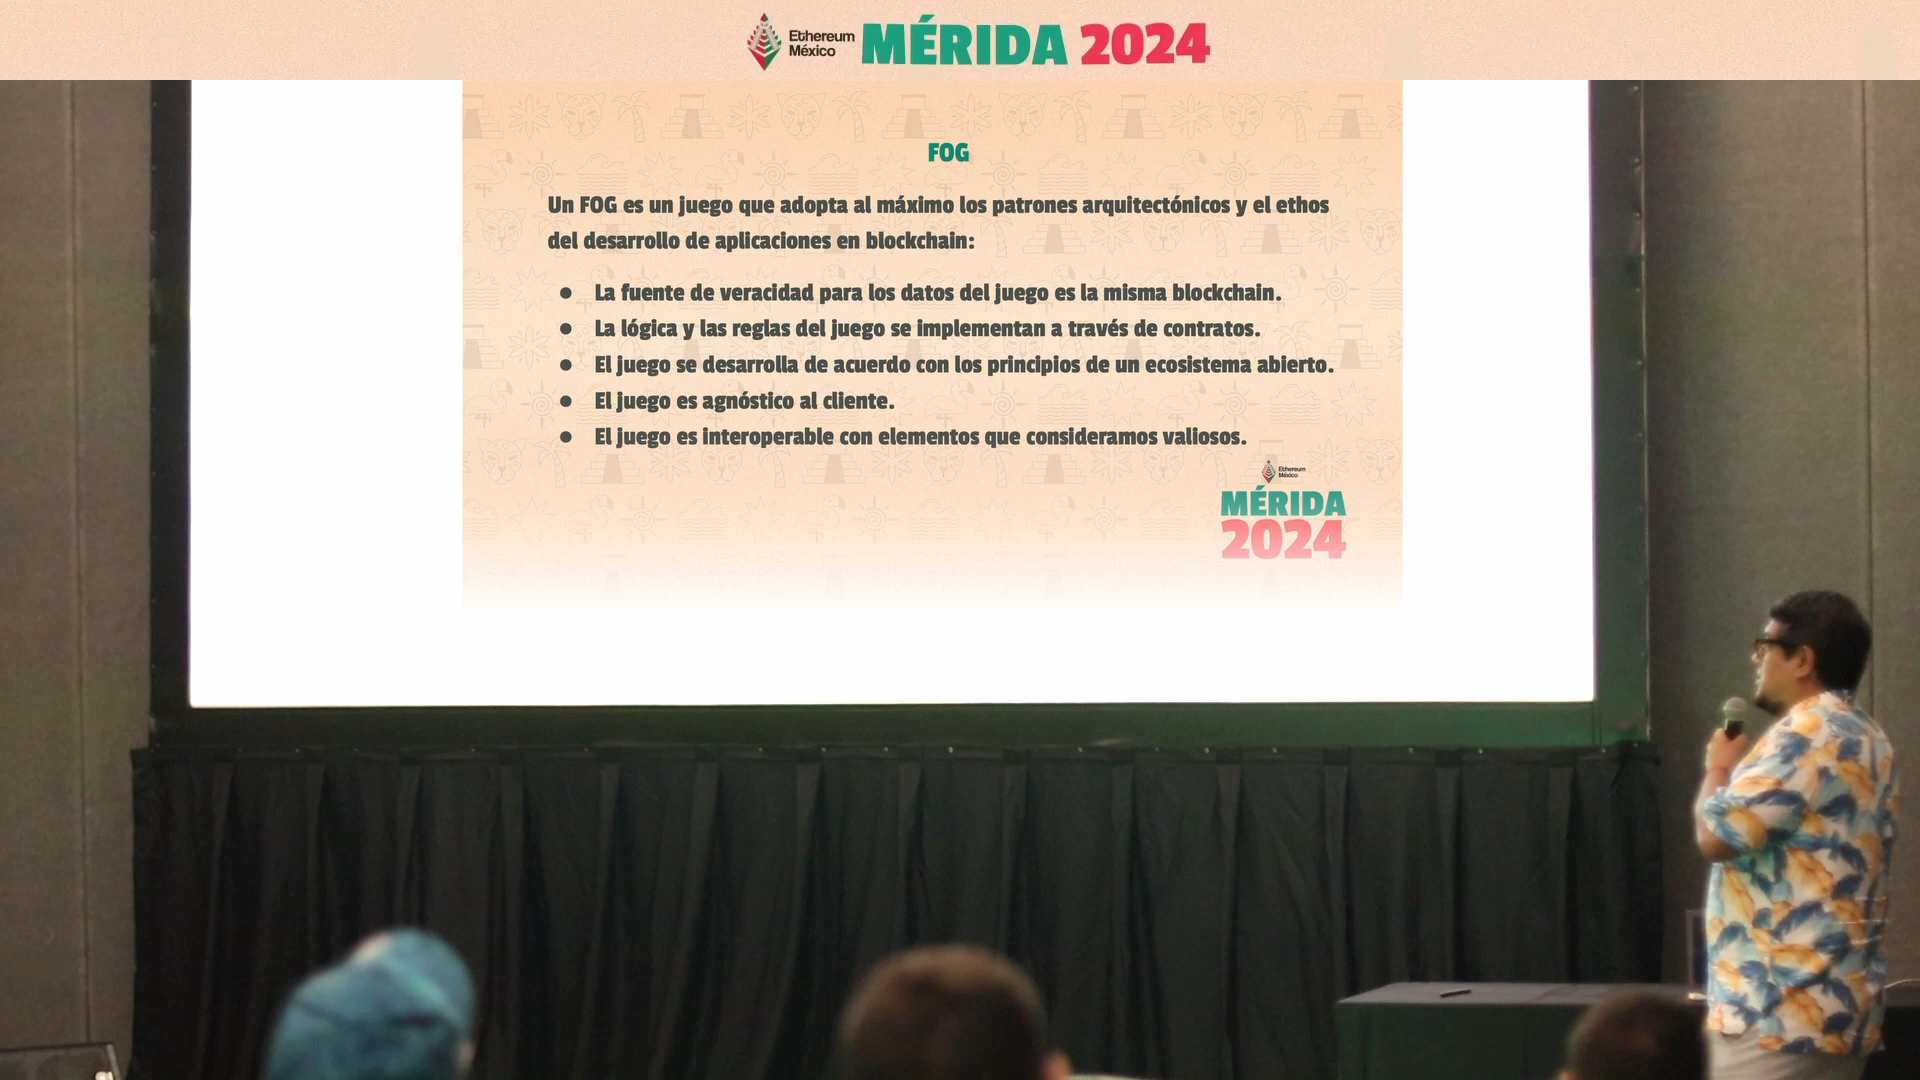 Ethereum
México
MÉRIDA 2024
FOG
Un FOG es un juego que adopta al máximo los patrones arquitectónicos y el ethos
del desarrollo de aplicaciones en blockchain:
● La fuente de veracidad para los datos del juego es la misma blockchain.
● La lógica y las reglas del juego se implementan a través de contratos.
● El juego se desarrolla de acuerdo con los principios de un ecosistema abierto.
● El juego es agnóstico al cliente.
● El juego es interoperable con elementos que consideramos valiosos.
Ethereum
México
MÉRIDA
2024